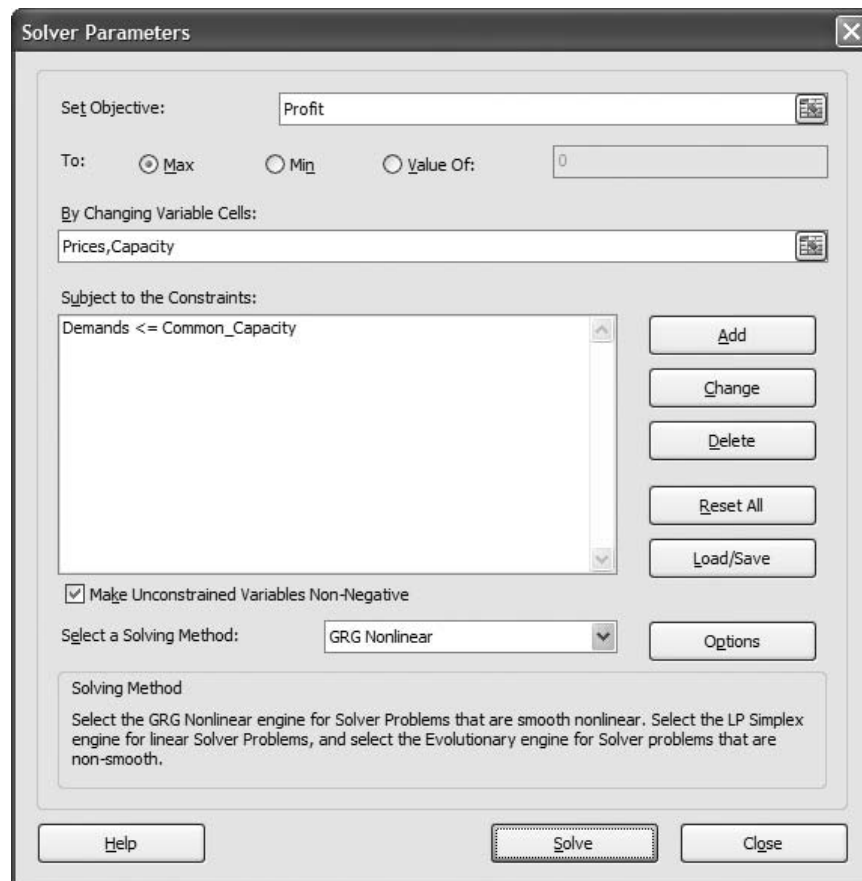 Solver Parameters
Set Objective:
Profit
To:
Max
Min
Value Of:
0
By Changing Variable Cells:
Prices,Capacity
Subject to the Constraints:
Demands <= Common_Capacity
Add
Change
Delete
Reset All
Load/Save
Make Unconstrained Variables Non-Negative
Select a Solving Method:
GRG Nonlinear
Options
Solving Method
Select the GRG Nonlinear engine for Solver Problems that are smooth nonlinear. Select the LP Simplex
engine for linear Solver Problems, and select the Evolutionary engine for Solver problems that are
non-smooth.
Help
Solve
Close